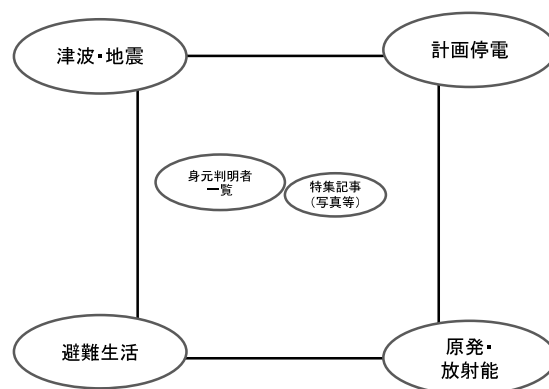 津波・地震
計画停電
身元判明者
一覧
特集記事
(写真等)
避難生活
原発・
放射能